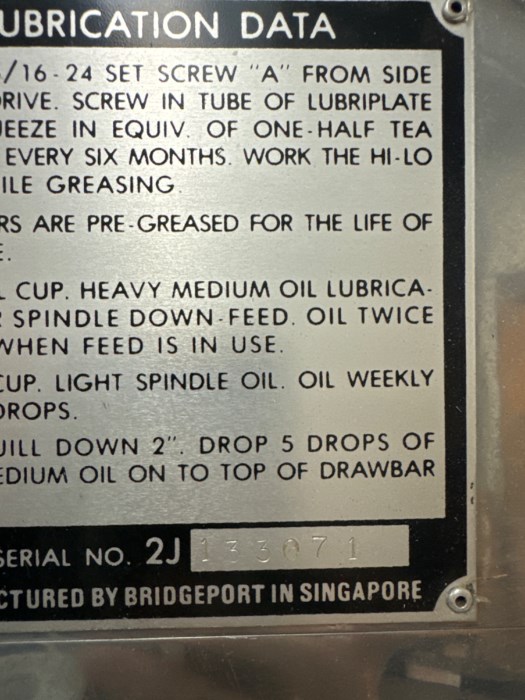 UBRICATION DATA
/16-24 SET SCREW "A" FROM SIDE
RIVE. SCREW IN TUBE OF LUBRIPLATE
EEZE IN EQUIV. OF ONE-HALF TEA
EVERY SIX MONTHS. WORK THE HI-LO
ILE GREASING.
RS ARE PRE-GREASED FOR THE LIFE OF
E.
L CUP. HEAVY MEDIUM OIL LUBRICA-
R SPINDLE DOWN-FEED. OIL TWICE
WHEN FEED IS IN USE.
CUP. LIGHT SPINDLE OIL. OIL WEEKLY
DROPS.
UILL DOWN 2". DROP 5 DROPS OF
EDIUM OIL ON TO TOP OF DRAWBAR
SERIAL NO. 2J 133071
CTURED BY BRIDGEPORT IN SINGAPORE